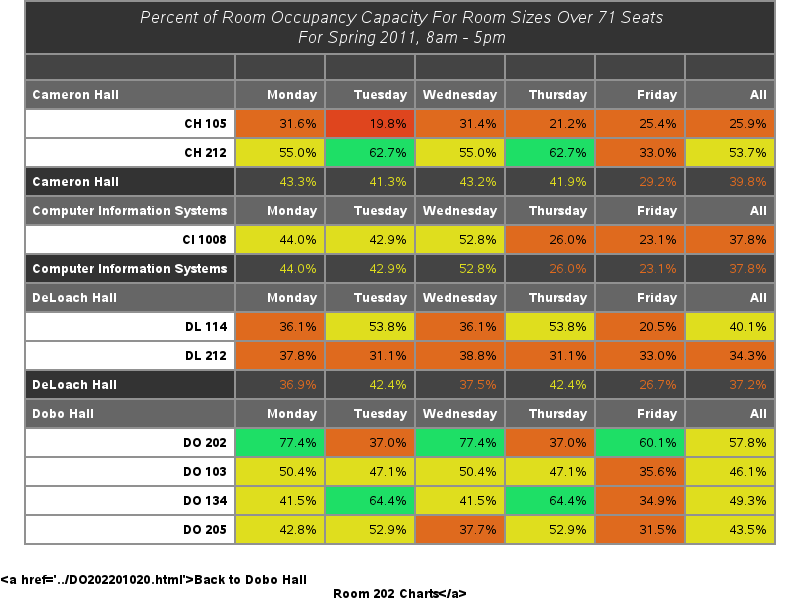 Percent of Room Occupancy Capacity For Room Sizes Over 71 Seats
For Spring 2011, 8am - 5pm
Cameron Hall Monday Tuesday Wednesday Thursday Friday All
CH 105 31.6% 19.8% 31.4% 21.2% 25.4% 25.9%
CH 212 55.0% 62.7% 55.0% 62.7% 33.0% 53.7%
Cameron Hall 43.3% 41.3% 43.2% 41.9% 29.2% 39.8%
Computer Information Systems Monday Tuesday Wednesday Thursday Friday All
CI 1008 44.0% 42.9% 52.8% 26.0% 23.1% 37.8%
Computer Information Systems 44.0% 42.9% 52.8% 26.0% 23.1% 37.8%
DeLoach Hall Monday Tuesday Wednesday Thursday Friday All
DL 114 36.1% 53.8% 36.1% 53.8% 20.5% 40.1%
DL 212 37.8% 31.1% 38.8% 31.1% 33.0% 34.3%
DeLoach Hall 36.9% 42.4% 37.5% 42.4% 26.7% 37.2%
Dobo Hall Monday Tuesday Wednesday Thursday Friday All
DO 202 77.4% 37.0% 77.4% 37.0% 60.1% 57.8%
DO 103 50.4% 47.1% 50.4% 47.1% 35.6% 46.1%
DO 134 41.5% 64.4% 41.5% 64.4% 34.9% 49.3%
DO 205 42.8% 52.9% 37.7% 52.9% 31.5% 43.5%
<a href='../DO202201020.html'>Back to Dobo Hall
Room 202 Charts</a>